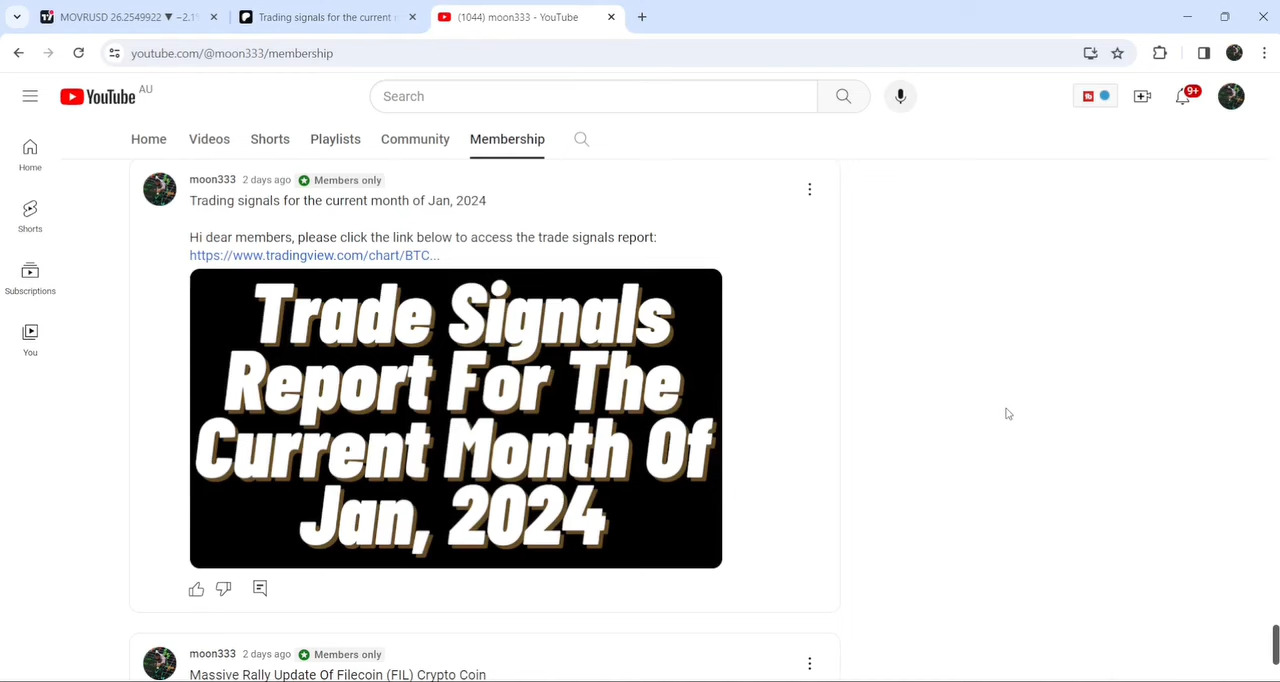 MOVRUSD 26.2549922 ▼ −2.1%
Trading signals for the current
(1044) moon333 - YouTube
youtube.com/@moon333/membership
YouTube AU
Search
9+
Home
Videos
Shorts
Playlists
Community
Membership
Home
Shorts
Subscriptions
You
moon333 2 days ago Members only
Trading signals for the current month of Jan, 2024
Hi dear members, please click the link below to access the trade signals report:
https://www.tradingview.com/chart/BTC...
Trade Signals
Report For The
Current Month Of
Jan, 2024
moon333 2 days ago Members only
Massive Rally Update Of Filecoin (FIL) Crypto Coin